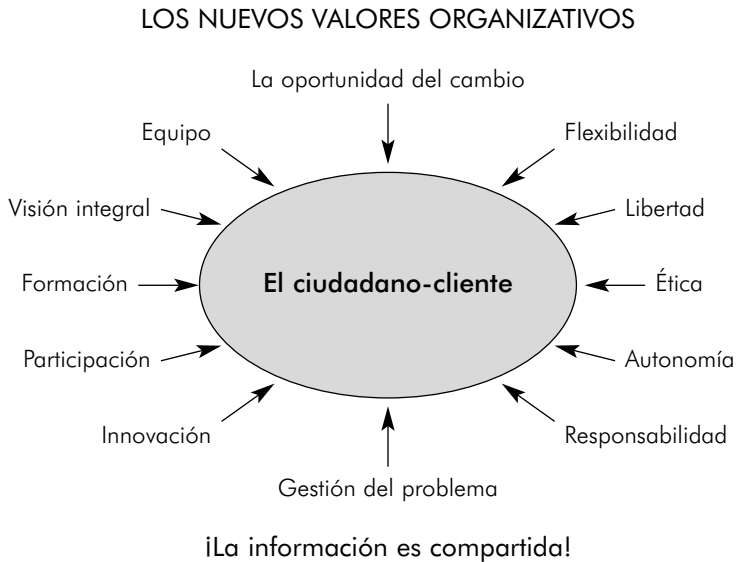 LOS NUEVOS VALORES ORGANIZATIVOS
La oportunidad del cambio
Equipo
Flexibilidad
Visión integral
Libertad
Formación
El ciudadano-cliente
Ética
Participación
Autonomía
Innovación
Responsabilidad
Gestión del problema
¡La información es compartida!